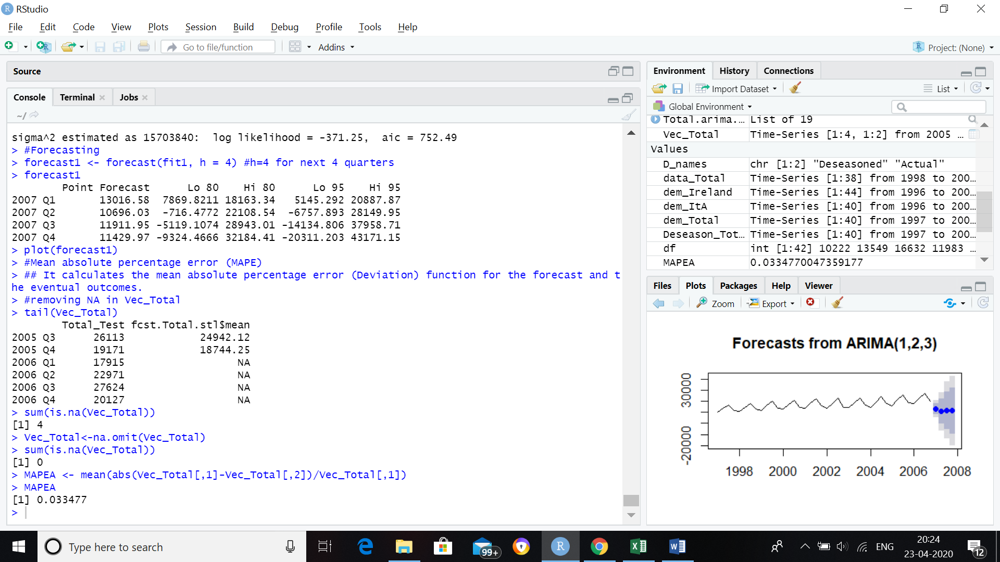 RStudio
File Edit Code View Plots Session Build Debug Profile Tools Help
Go to file/function Addins Project: (None)
Source
Console Terminal Jobs
~/
sigma^2 estimated as 15703840:  log likelihood = -371.25,  aic = 752.49
> #Forecasting
> forecast1 <- forecast(fit1, h = 4) #h=4 for next 4 quarters
> forecast1
        Point Forecast      Lo 80    Hi 80      Lo 95    Hi 95
2007 Q1       13016.58  7869.8211 18163.34   5145.292 20887.87
2007 Q2       10696.03  -716.4772 22108.54  -6757.893 28149.95
2007 Q3       11911.95 -5119.1074 28943.01 -14134.806 37958.71
2007 Q4       11429.97 -9324.4666 32184.41 -20311.203 43171.15
> plot(forecast1)
> #Mean absolute percentage error (MAPE)
> ## It calculates the mean absolute percentage error (Deviation) function for the forecast and t
he eventual outcomes.
> #removing NA in Vec_Total
> tail(Vec_Total)
        Total_Test fcst.Total.stl$mean
2005 Q3      26113            24942.12
2005 Q4      19171            18744.25
2006 Q1      17915                  NA
2006 Q2      22971                  NA
2006 Q3      27624                  NA
2006 Q4      20127                  NA
> sum(is.na(Vec_Total))
[1] 4
> Vec_Total<-na.omit(Vec_Total)
> sum(is.na(Vec_Total))
[1] 0
> MAPEA <- mean(abs(Vec_Total[,1]-Vec_Total[,2])/Vec_Total[,1])
> MAPEA
[1] 0.033477
>
Environment History Connections
Import Dataset List
Global Environment
Total.arima.… List of 19
Vec_Total Time-Series [1:4, 1:2] from 2005 …
Values
D_names chr [1:2] "Deseasoned" "Actual"
data_Total Time-Series [1:38] from 1998 to 200…
dem_Ireland Time-Series [1:44] from 1996 to 200…
dem_ItA Time-Series [1:40] from 1996 to 200…
dem_Total Time-Series [1:40] from 1997 to 200…
Deseason_Tot… Time-Series [1:40] from 1997 to 200…
df int [1:42] 10222 13549 16632 11983 …
MAPEA 0.0334770047359177
Files Plots Packages Help Viewer
Zoom Export
Forecasts from ARIMA(1,2,3)
30000
-20000
1998 2000 2002 2004 2006 2008
Type here to search
99+
ENG
20:24
23-04-2020
12